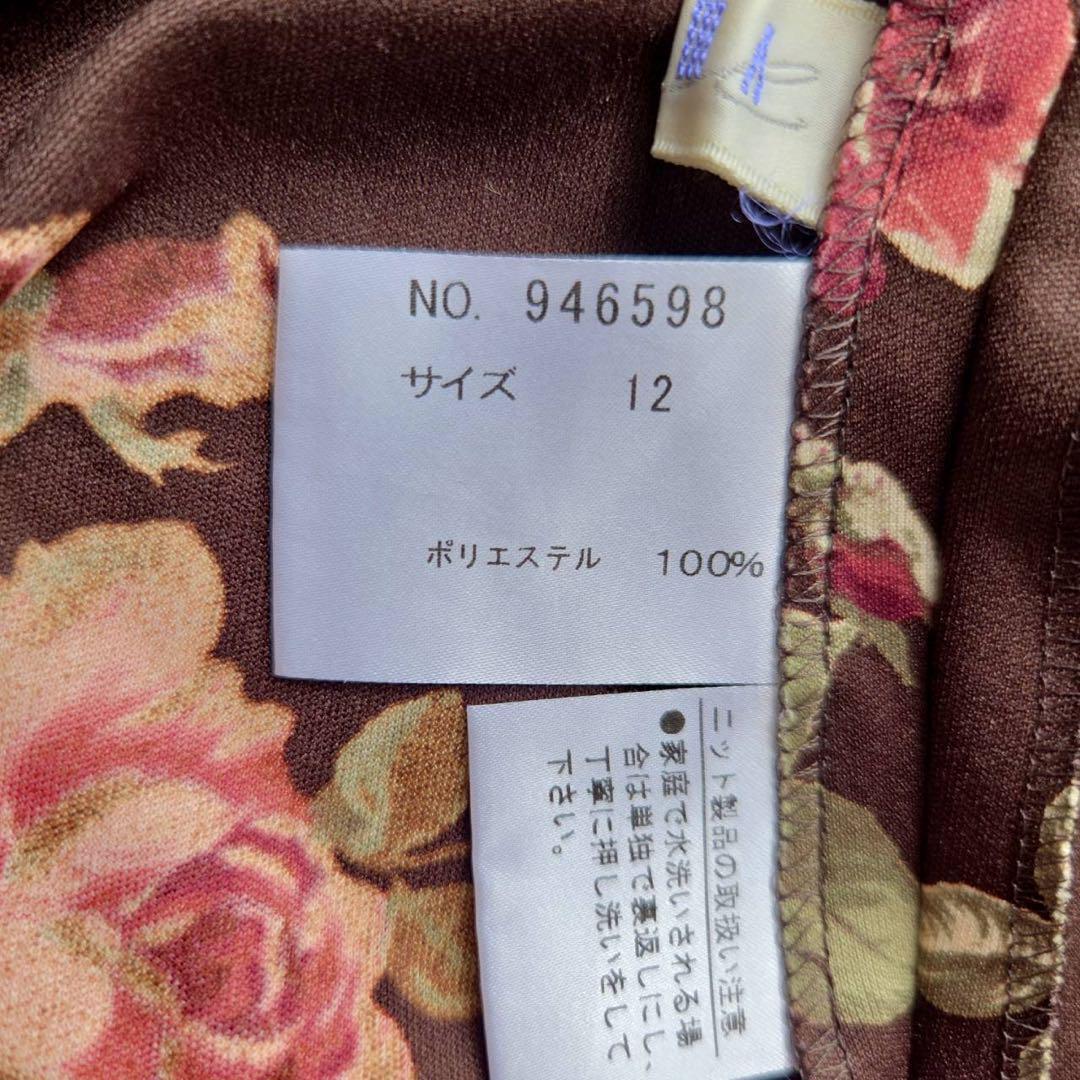 NO. 946598
サイズ 12
ポリエステル 100%
ニット製品の取扱い注意
●家庭で水洗いされる場
合は単独で裏返しにし、
丁寧に押し洗いをして
下さい。